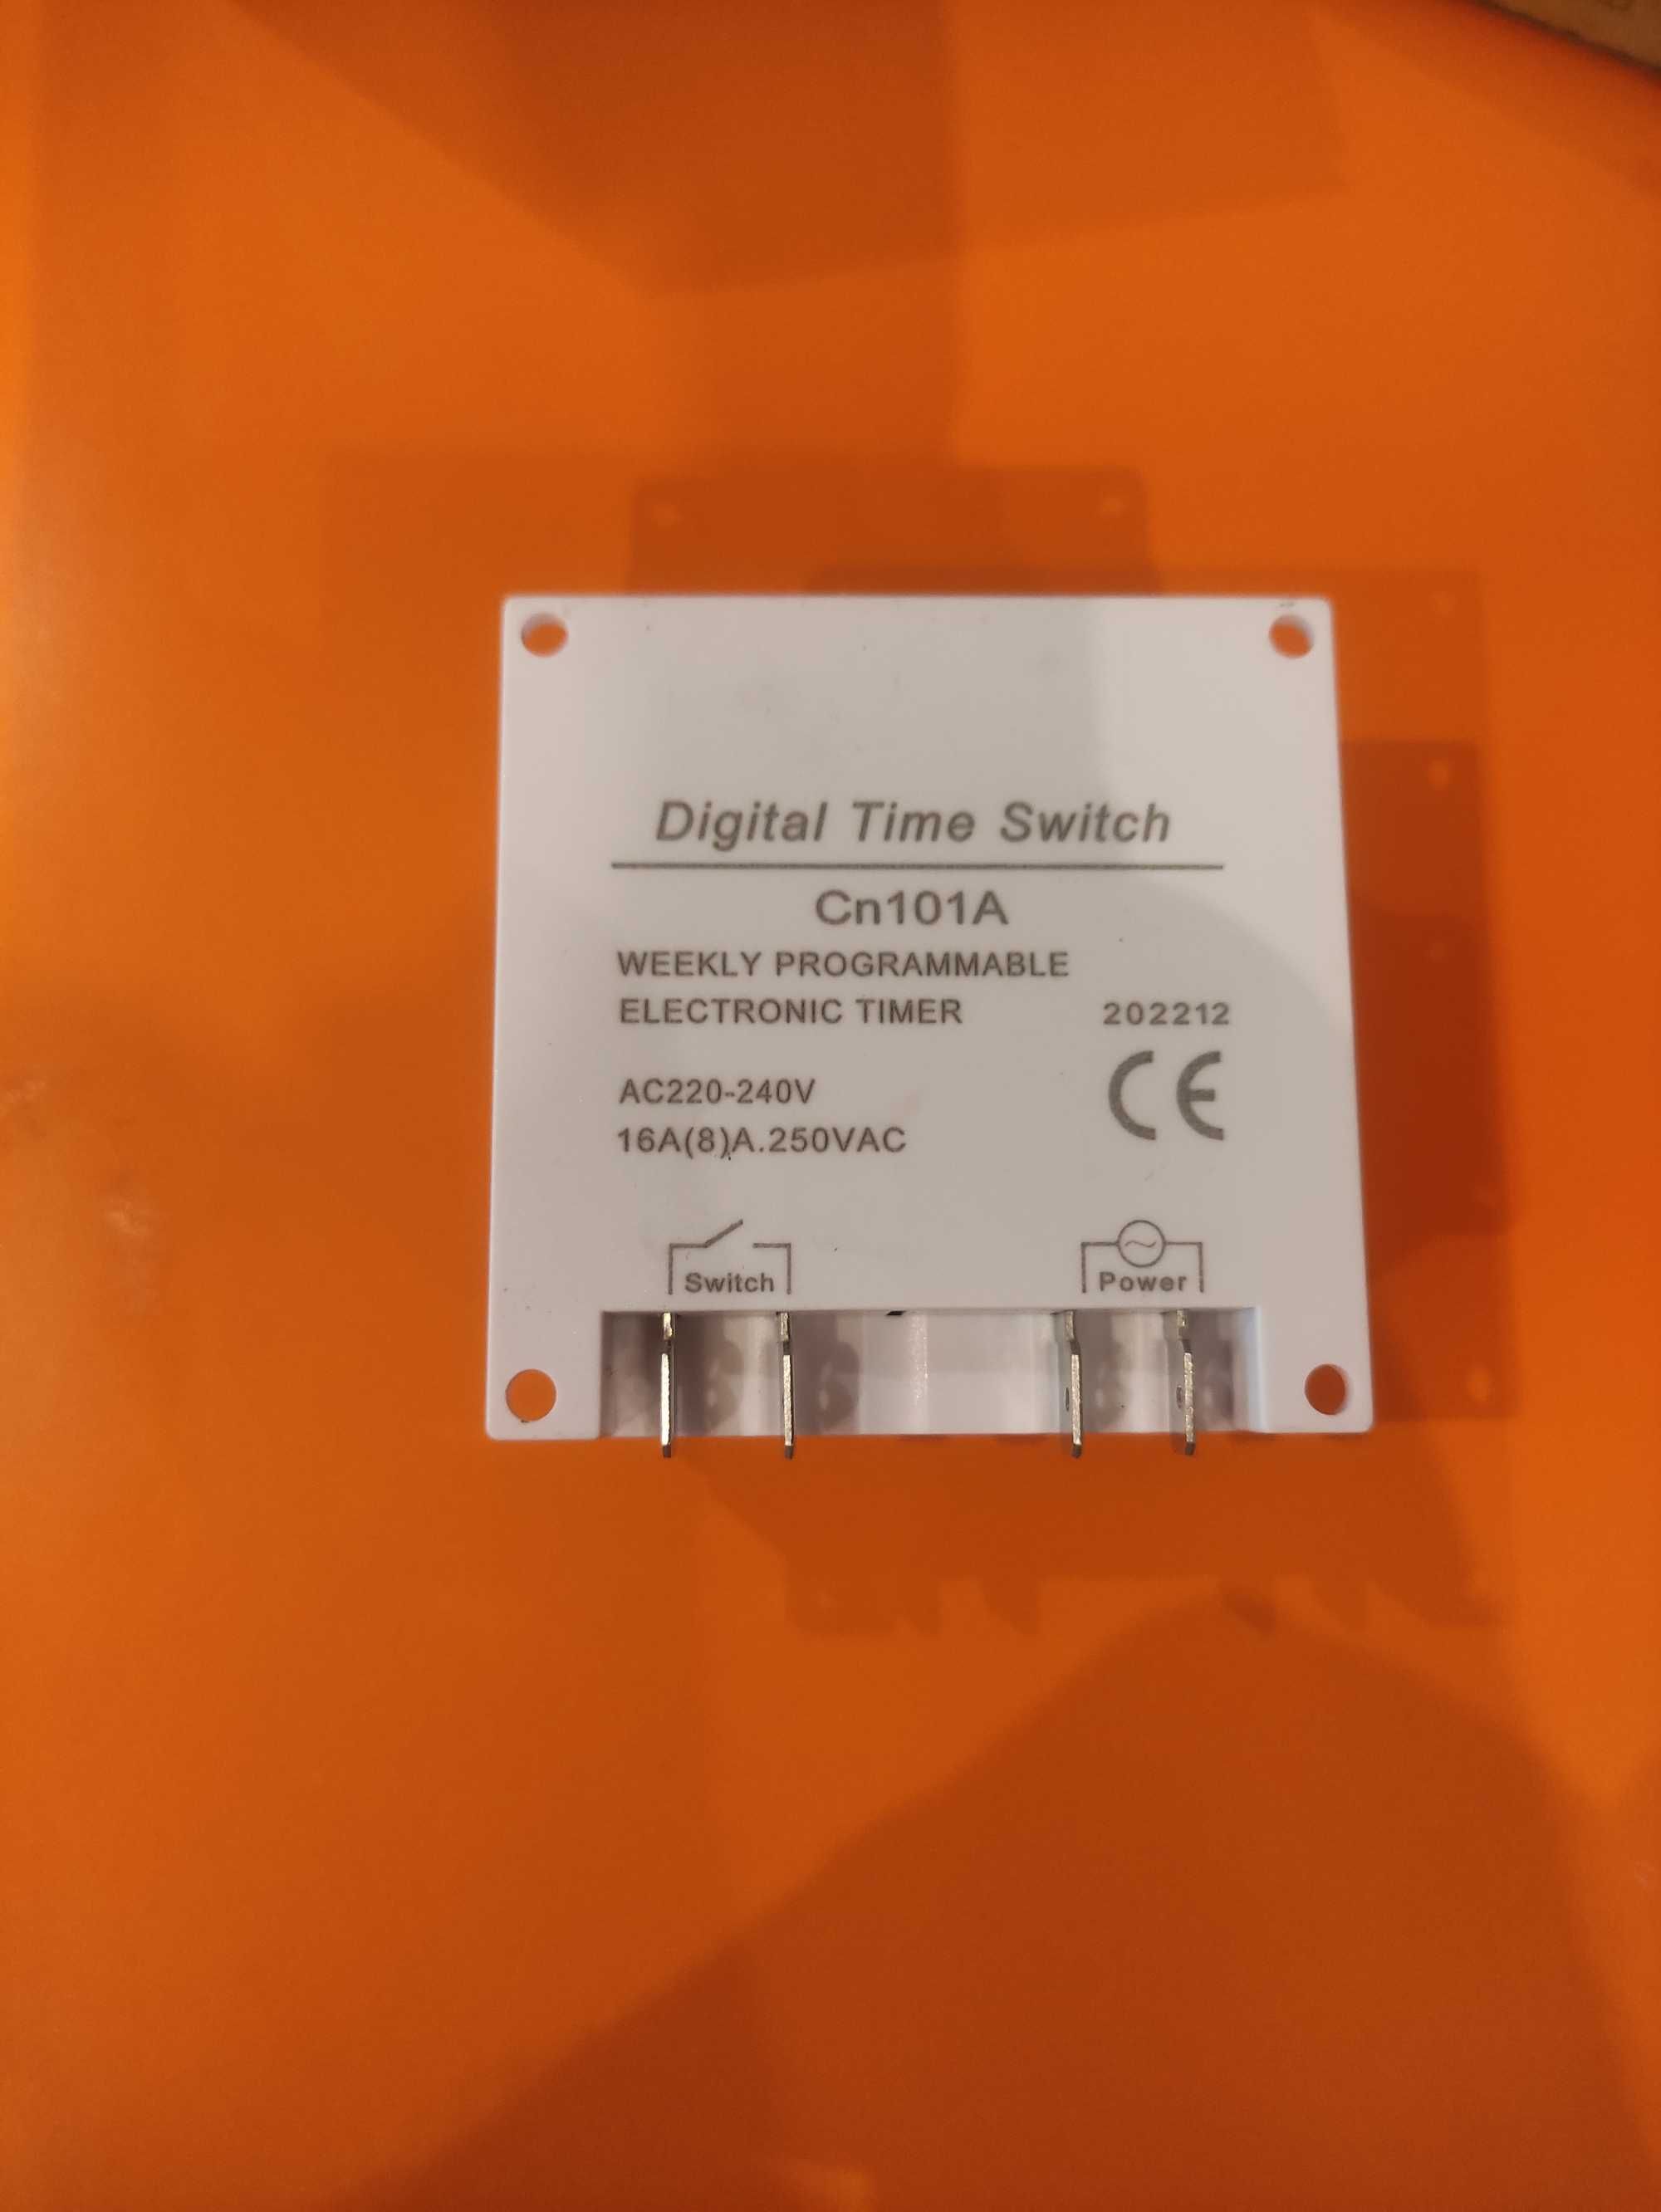 Digital Time Switch
Cn101A
WEEKLY PROGRAMMABLE
ELECTRONIC TIMER 202212
AC220-240V CE
16A(8)A.250VAC
Switch Power